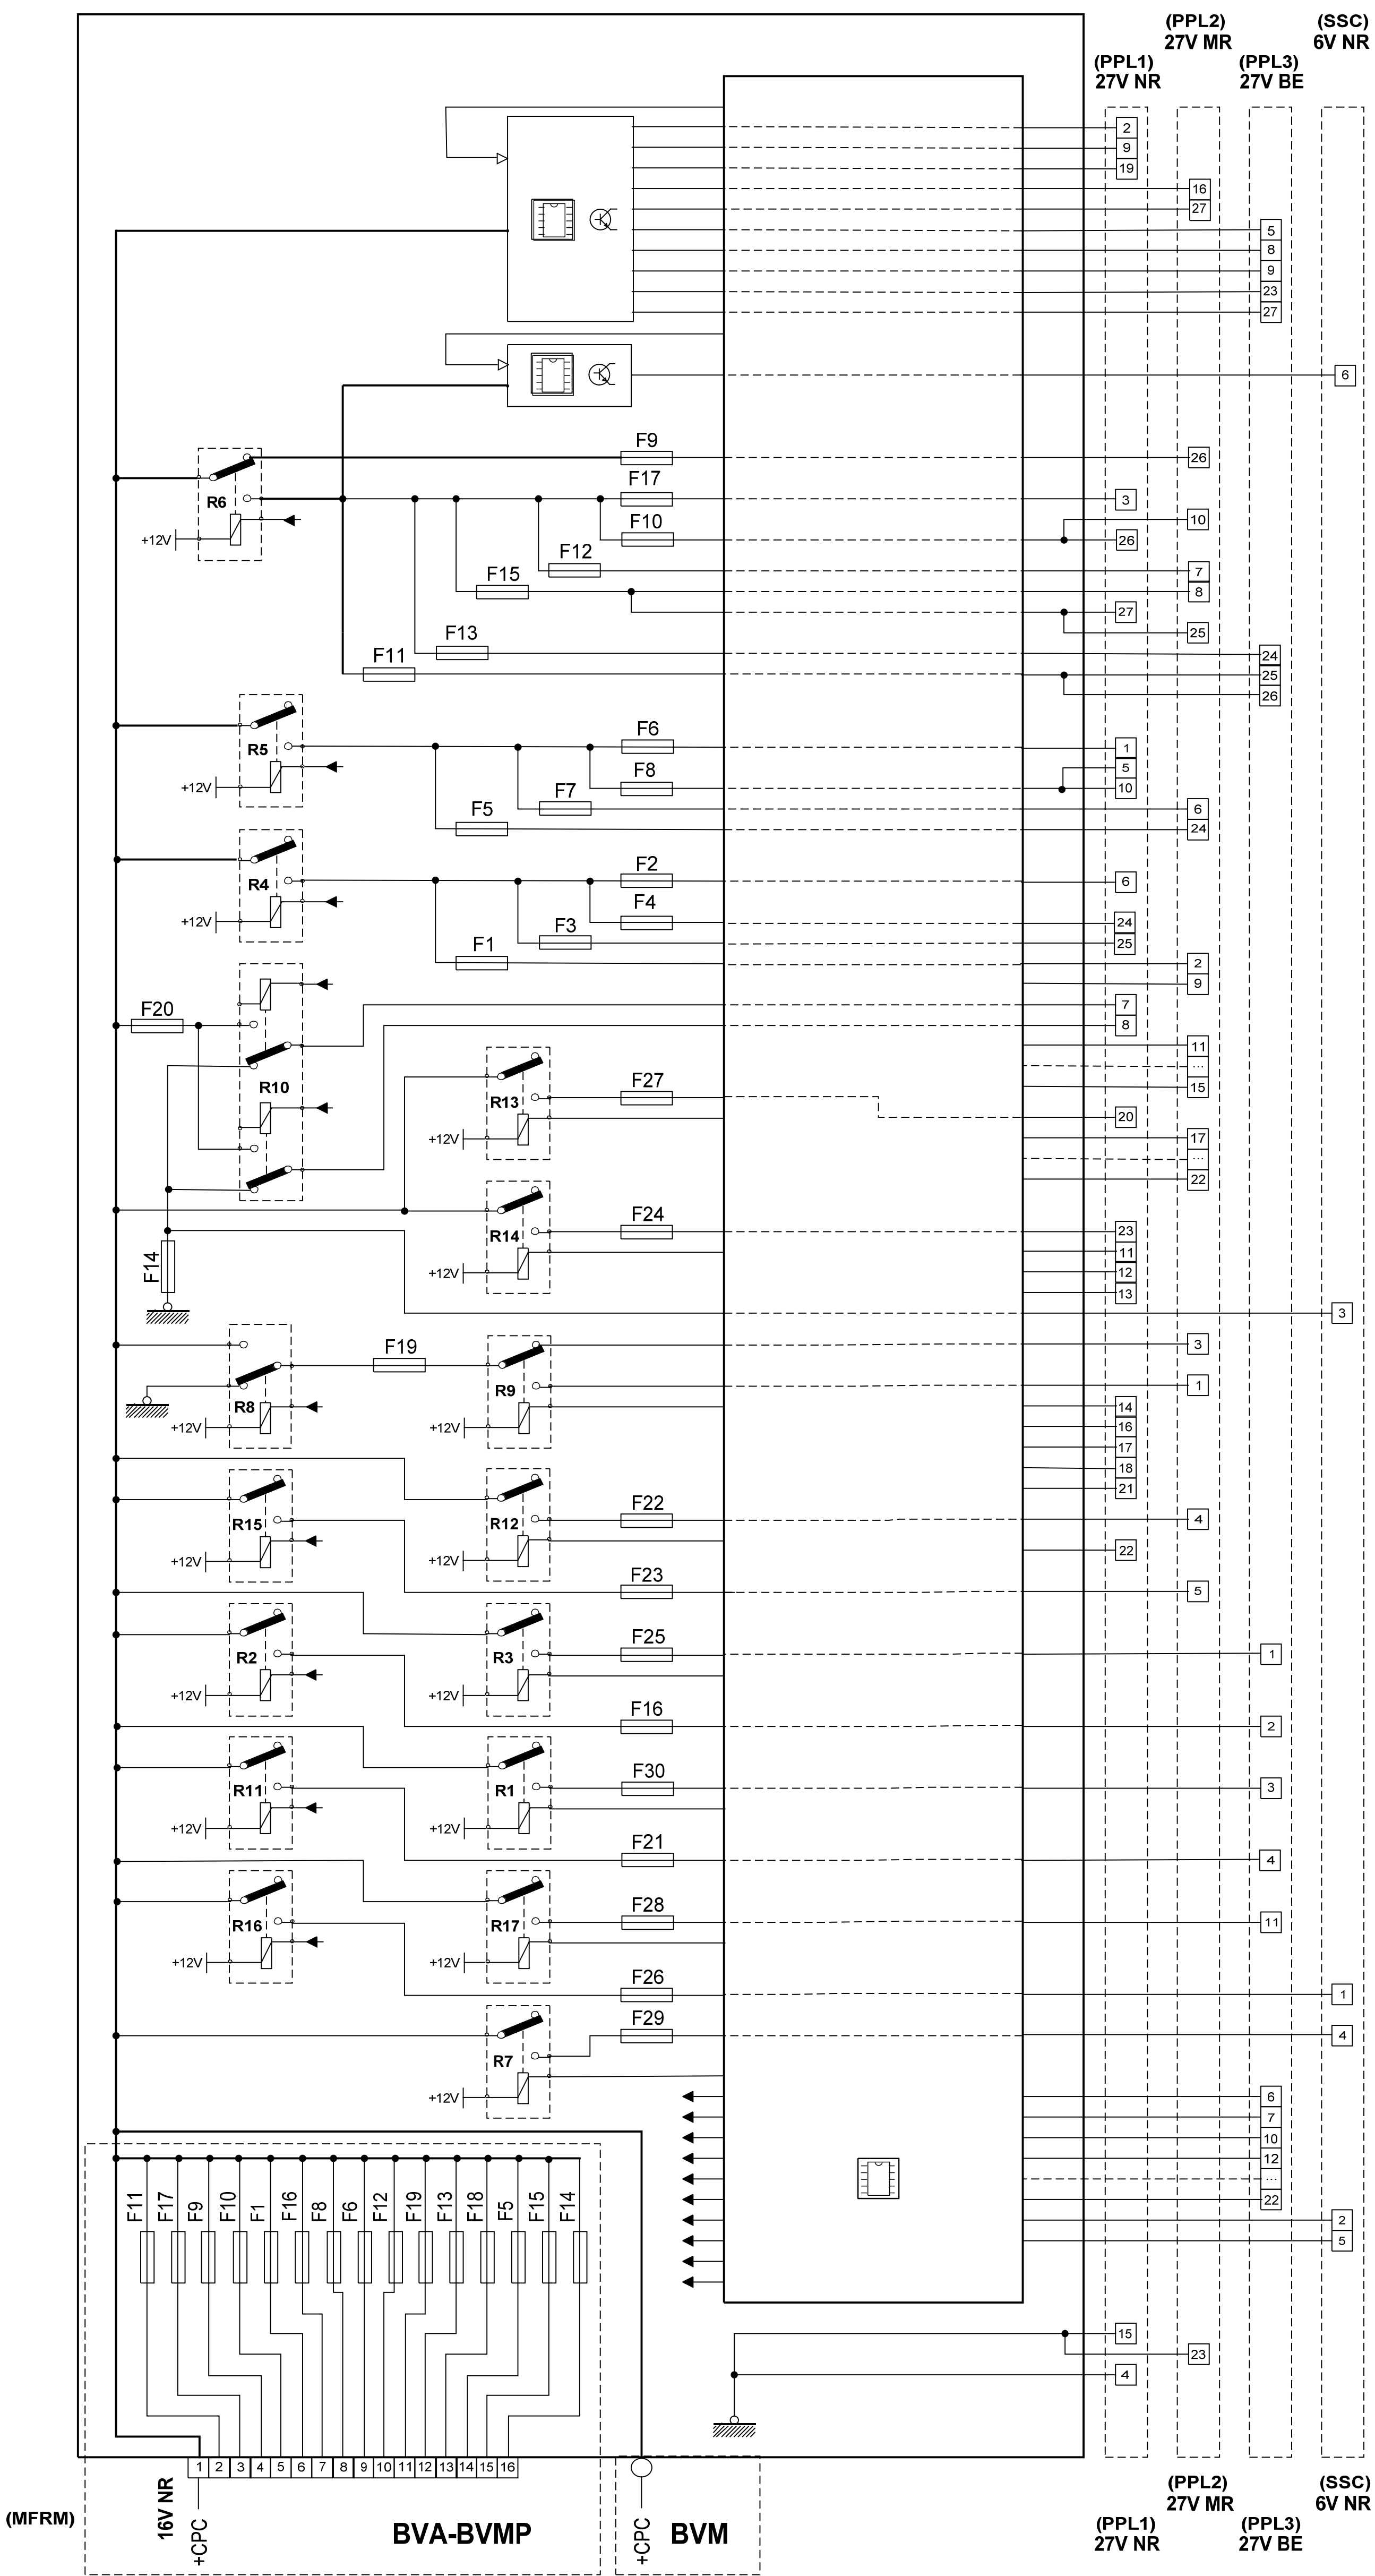 (PPL2)
27V MR
(SSC)
6V NR
(PPL1)
27V NR
(PPL3)
27V BE
2
9
19
16
27
5
8
9
23
27
6
F9
26
R6
F17
3
+12V
F10
10
26
F12
7
F15
8
27
F13
25
F11
24
25
26
R5
F6
1
+12V
F8
5
10
F7
6
F5
24
R4
F2
6
+12V
F4
24
F3
25
F1
2
9
F20
7
8
11
...
R10
R13
F27
15
+12V
20
17
...
22
R14
F24
23
+12V
11
12
13
F14
3
F19
3
R8
R9
1
+12V
+12V
14
16
17
18
21
R15
R12
F22
4
+12V
+12V
22
F23
5
R2
R3
F25
1
+12V
+12V
F16
2
R11
R1
F30
3
+12V
+12V
F21
4
R16
R17
F28
11
+12V
+12V
F26
1
F29
4
R7
+12V
6
7
10
12
...
22
2
5
F11
F17
F9
F10
F1
F16
F8
F6
F12
F19
F13
F18
F5
F15
F14
15
23
4
1 2 3 4 5 6 7 8 9 10 11 12 13 14 15 16
(MFRM)
16V NR
+CPC
BVA-BVMP
+CPC
BVM
(PPL2)
27V MR
(SSC)
6V NR
(PPL1)
27V NR
(PPL3)
27V BE